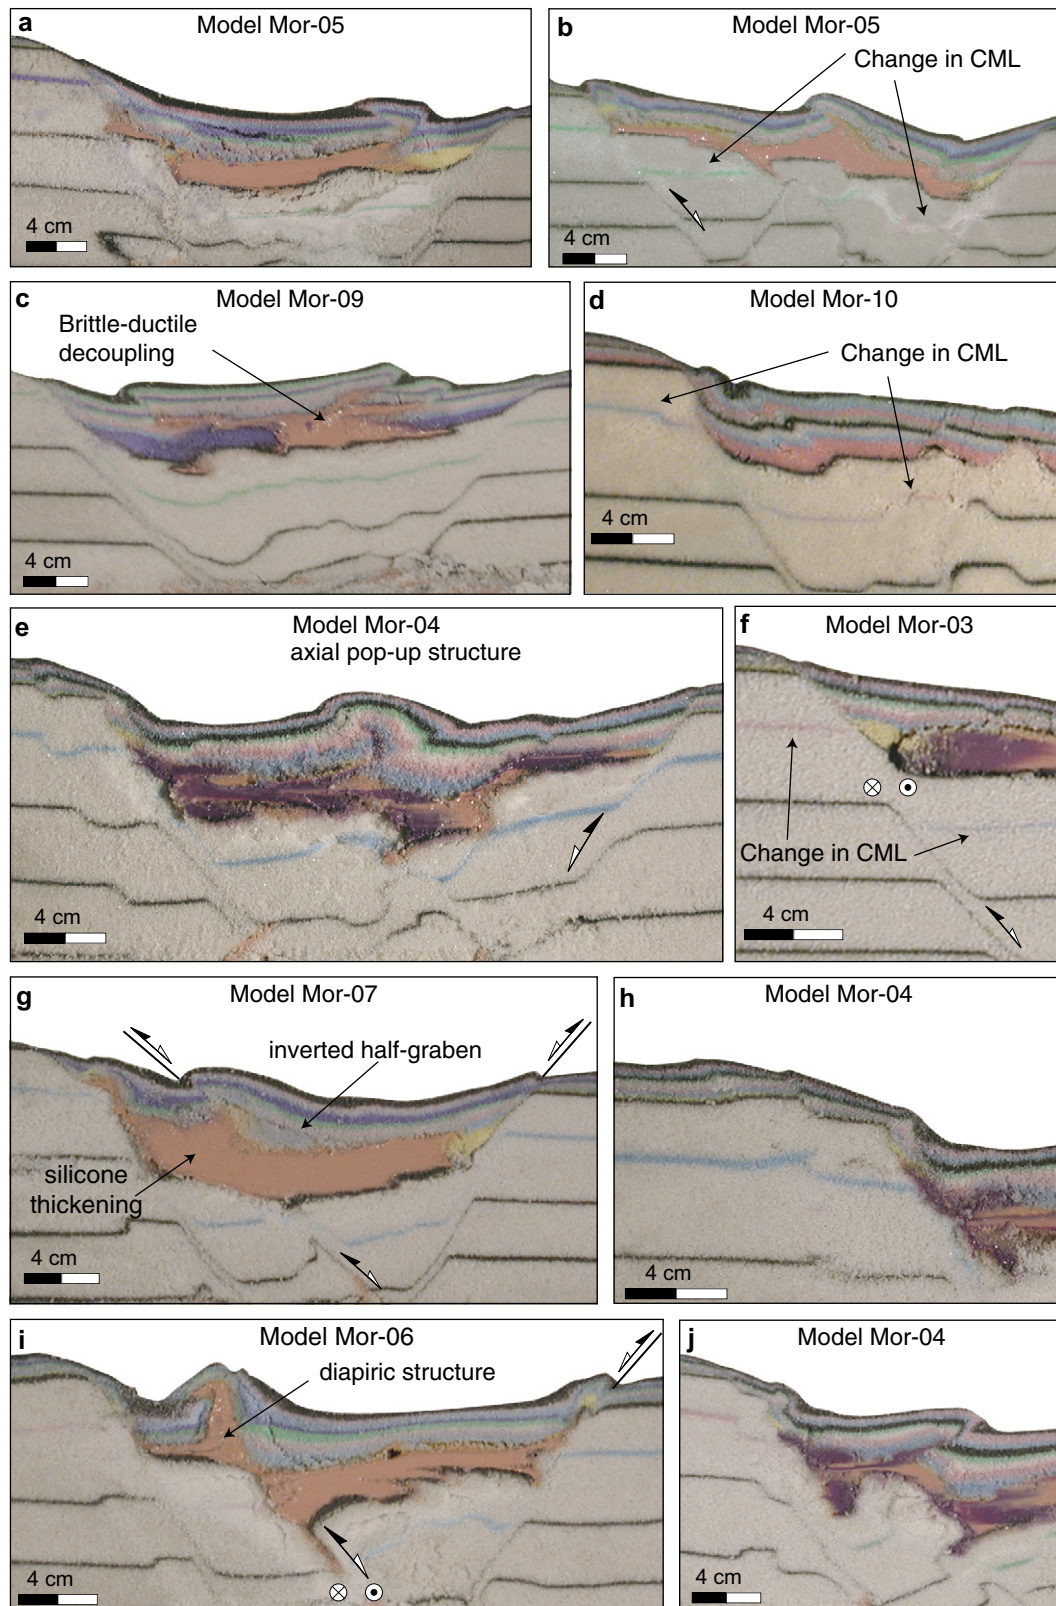 a
Model Mor-05
4 cm
b
Model Mor-05
Change in CML
4 cm
c
Model Mor-09
Brittle-ductile
decoupling
4 cm
d
Model Mor-10
Change in CML
4 cm
e
Model Mor-04
axial pop-up structure
4 cm
f
Model Mor-03
Change in CML
4 cm
g
Model Mor-07
inverted half-graben
silicone
thickening
4 cm
h
Model Mor-04
4 cm
i
Model Mor-06
diapiric structure
4 cm
j
Model Mor-04
4 cm